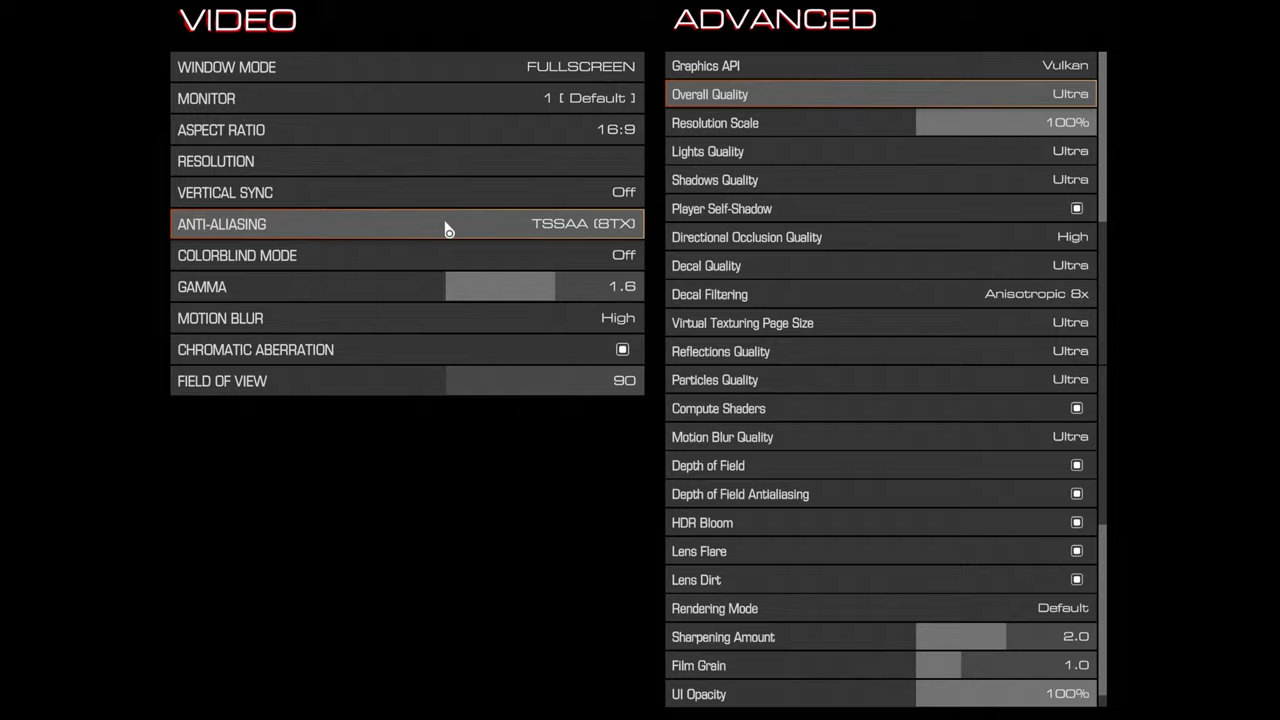 VIDEO
WINDOW MODE FULLSCREEN
MONITOR 1 [ Default ]
ASPECT RATIO 16:9
RESOLUTION
VERTICAL SYNC Off
ANTI-ALIASING TSSAA (8TX)
COLORBLIND MODE Off
GAMMA 1.6
MOTION BLUR High
CHROMATIC ABERRATION
FIELD OF VIEW 90
ADVANCED
Graphics API Vulkan
Overall Quality Ultra
Resolution Scale 100%
Lights Quality Ultra
Shadows Quality Ultra
Player Self-Shadow
Directional Occlusion Quality High
Decal Quality Ultra
Decal Filtering Anisotropic 8x
Virtual Texturing Page Size Ultra
Reflections Quality Ultra
Particles Quality Ultra
Compute Shaders
Motion Blur Quality Ultra
Depth of Field
Depth of Field Antialiasing
HDR Bloom
Lens Flare
Lens Dirt
Rendering Mode Default
Sharpening Amount 2.0
Film Grain 1.0
UI Opacity 100%